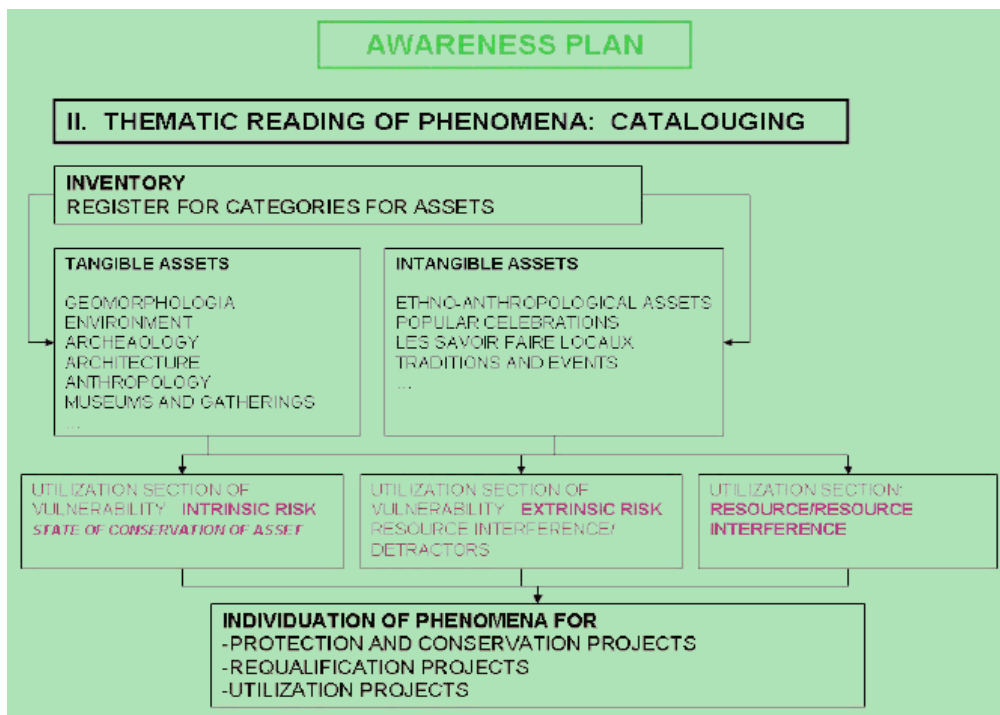 AWARENESS PLAN
II. THEMATIC READING OF PHENOMENA: CATALOUGING
INVENTORY
REGISTER FOR CATEGORIES FOR ASSETS
TANGIBLE ASSETS
GEOMORPHOLOGIA
ENVIRONMENT
ARCHEAOLOGY
ARCHITECTURE
ANTHROPOLOGY
MUSEUMS AND GATHERINGS
...
INTANGIBLE ASSETS
ETHNO-ANTHROPOLOGICAL ASSETS
POPULAR CELEBRATIONS
LES SAVOIR FAIRE LOCAUX
TRADITIONS AND EVENTS
...
UTILIZATION SECTION OF
VULNERABILITY INTRINSIC RISK
STATE OF CONSERVATION OF ASSET
UTILIZATION SECTION OF
VULNERABILITY EXTRINSIC RISK
RESOURCE INTERFERENCE/
DETRACTORS
UTILIZATION SECTION:
RESOURCE/RESOURCE
INTERFERENCE
INDIVIDUATION OF PHENOMENA FOR
-PROTECTION AND CONSERVATION PROJECTS
-REQUALIFICATION PROJECTS
-UTILIZATION PROJECTS